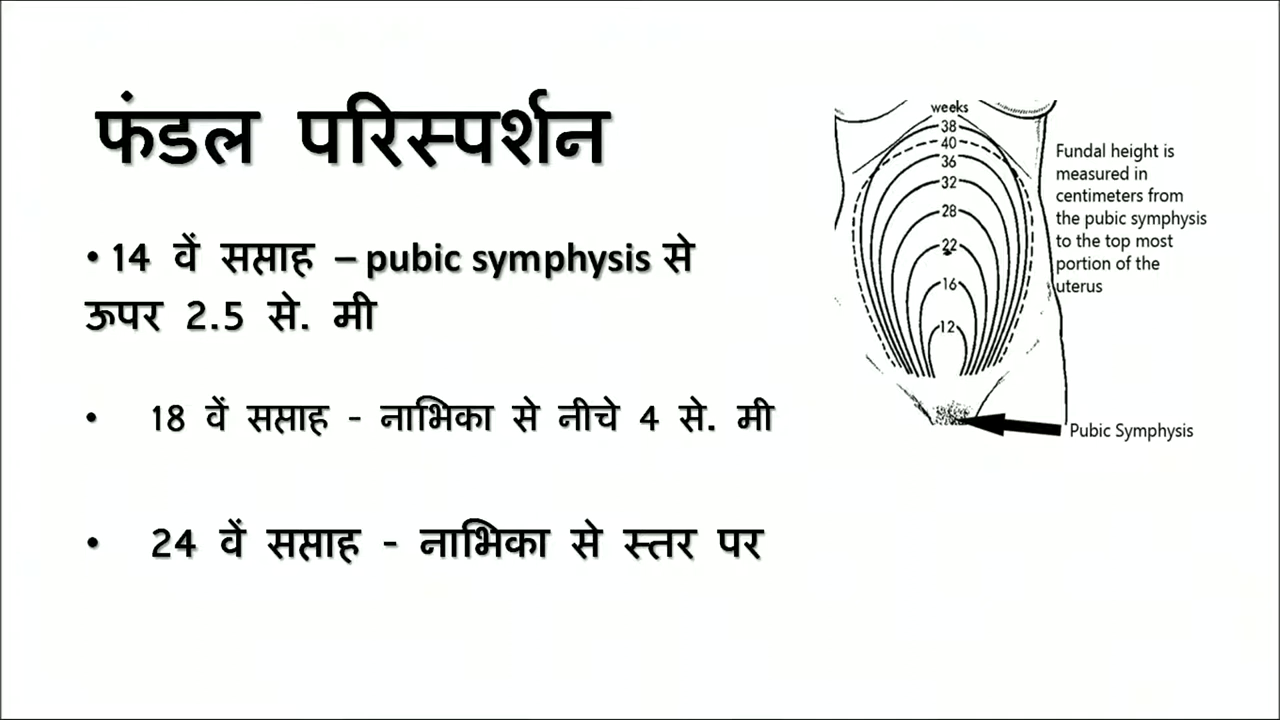 फंडल परिस्पर्शन
• 14 वें सप्ताह – pubic symphysis से
ऊपर 2.5 से. मी
• 18 वें सप्ताह - नाभिका से नीचे 4 से. मी
• 24 वें सप्ताह - नाभिका से स्तर पर
weeks
38
40
36
32
28
22
16
12
Fundal height is
measured in
centimeters from
the pubic symphysis
to the top most
portion of the
uterus
Pubic Symphysis